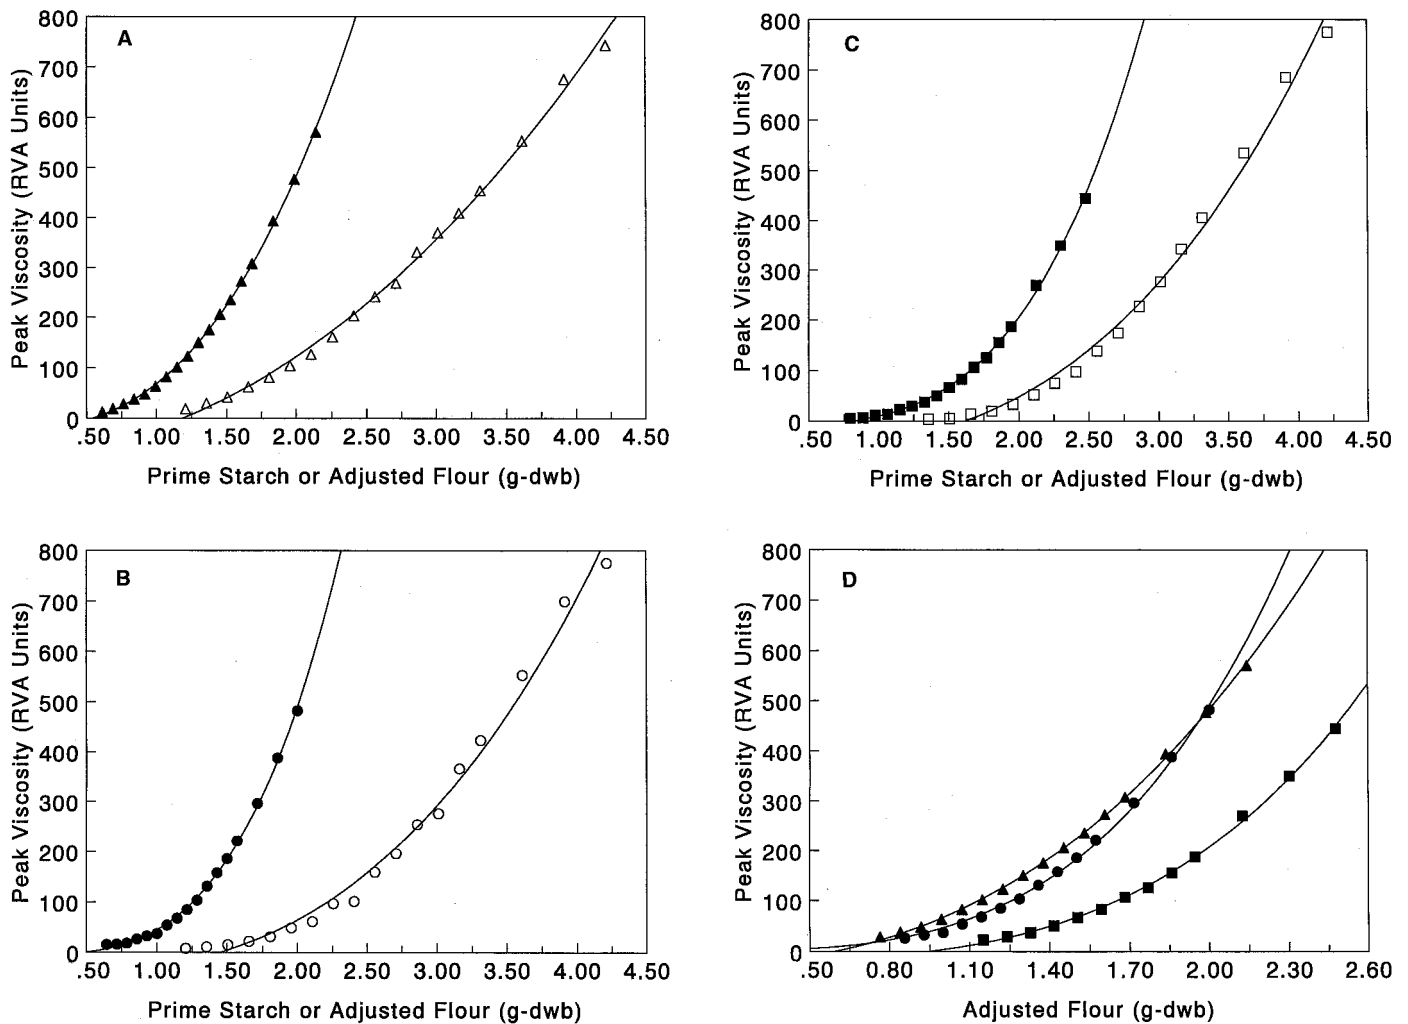 A
800
700
600
500
400
300
200
100
0
Peak Viscosity (RVA Units)
.50 1.00 1.50 2.00 2.50 3.00 3.50 4.00 4.50
Prime Starch or Adjusted Flour (g-dwb)
C
800
700
600
500
400
300
200
100
0
Peak Viscosity (RVA Units)
.50 1.00 1.50 2.00 2.50 3.00 3.50 4.00 4.50
Prime Starch or Adjusted Flour (g-dwb)
B
800
700
600
500
400
300
200
100
0
Peak Viscosity (RVA Units)
.50 1.00 1.50 2.00 2.50 3.00 3.50 4.00 4.50
Prime Starch or Adjusted Flour (g-dwb)
D
800
700
600
500
400
300
200
100
0
Peak Viscosity (RVA Units)
.50 0.80 1.10 1.40 1.70 2.00 2.30 2.60
Adjusted Flour (g-dwb)